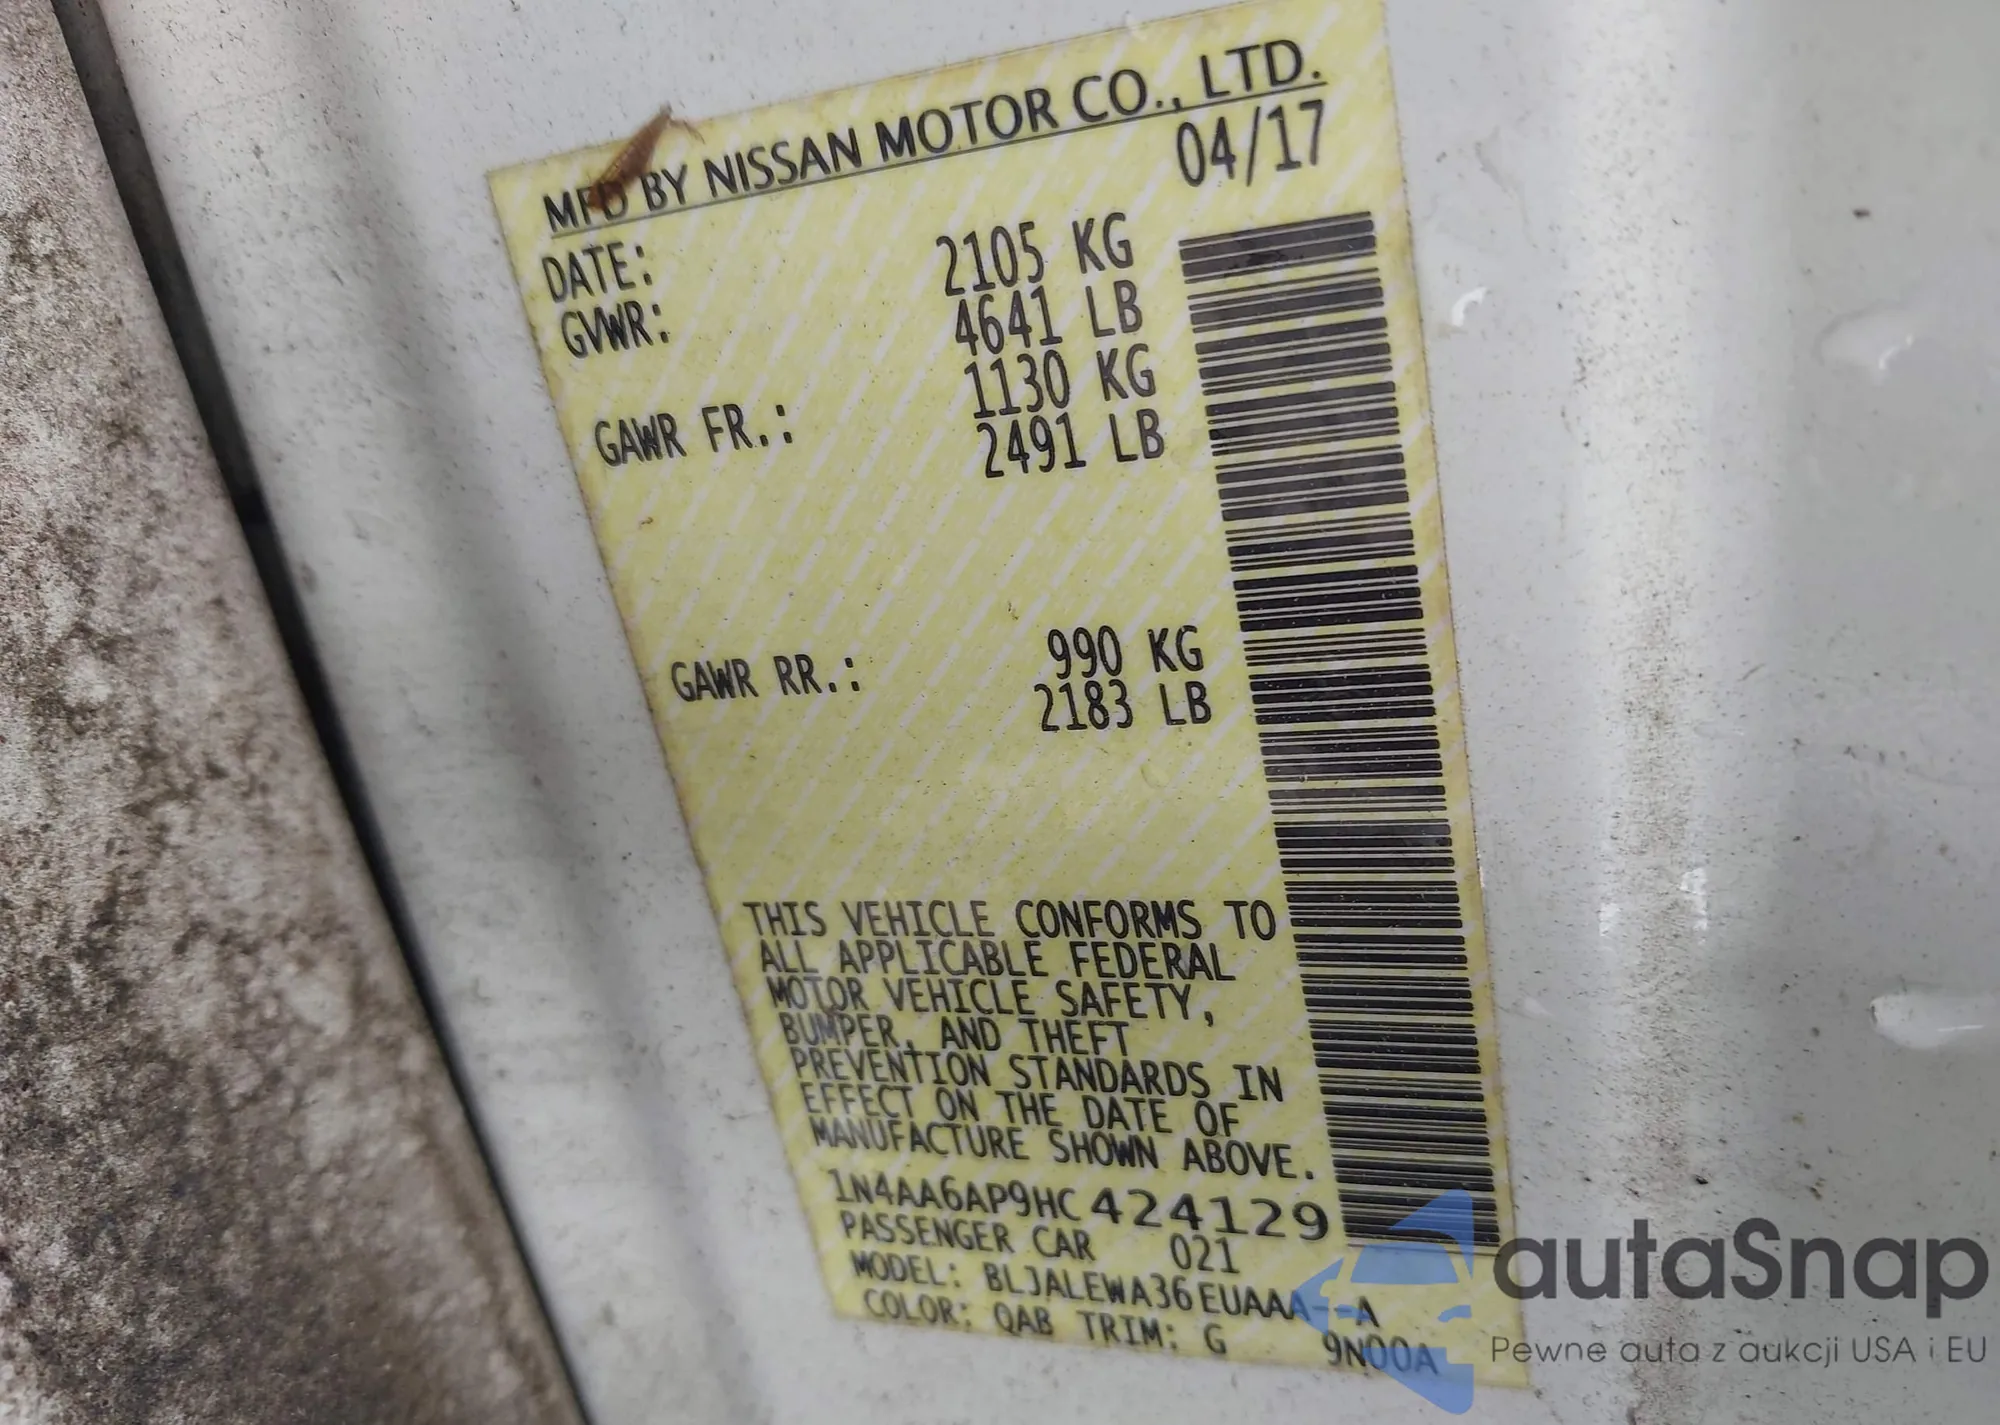 MFD BY NISSAN MOTOR CO., LTD.
DATE: 04/17
GVWR: 2105 KG
4641 LB
GAWR FR.: 1130 KG
2491 LB
GAWR RR.: 990 KG
2183 LB
THIS VEHICLE CONFORMS TO
ALL APPLICABLE FEDERAL
MOTOR VEHICLE SAFETY,
BUMPER, AND THEFT
PREVENTION STANDARDS IN
EFFECT ON THE DATE OF
MANUFACTURE SHOWN ABOVE.
1N4AA6AP9HC424129
PASSENGER CAR 021
MODEL: BLJALEWA36EUAAA--A
COLOR: QAB TRIM: G 9N00A
autaSnap
Pewne auta z aukcji USA i EU